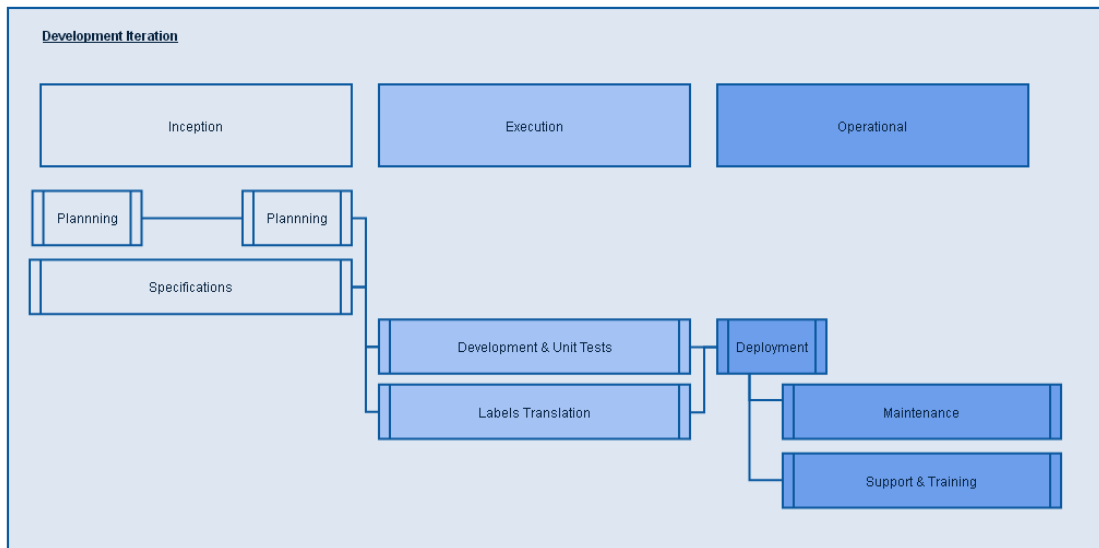 Development Iteration
Inception
Execution
Operational
Plannning
Plannning
Specifications
Development & Unit Tests
Deployment
Labels Translation
Maintenance
Support & Training